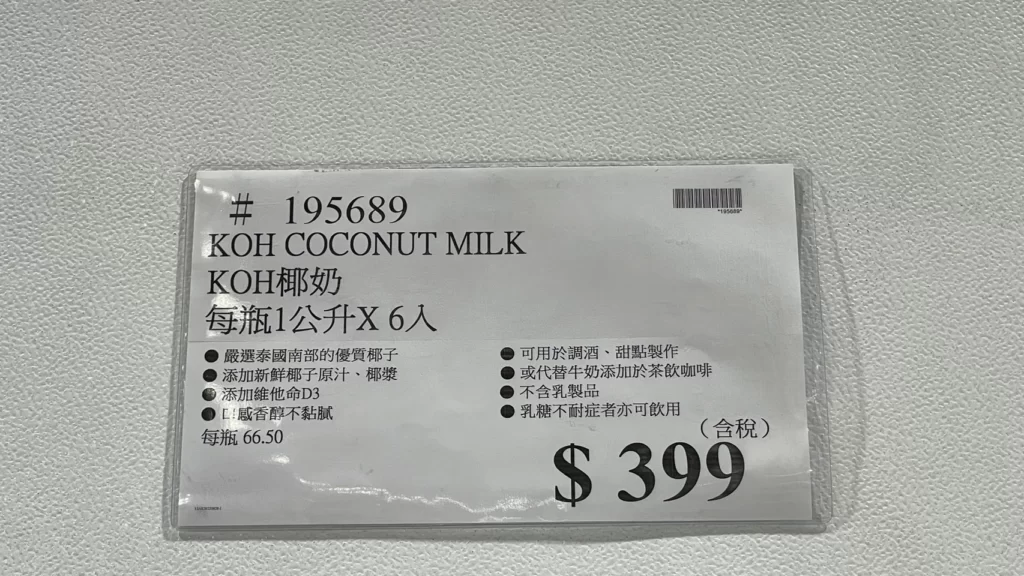 # 195689
*195689*
KOH COCONUT MILK
KOH椰奶
每瓶1公升X 6入
● 嚴選泰國南部的優質椰子
● 添加新鮮椰子原汁、椰漿
● 添加維他命D3
● 口感香醇不黏膩
每瓶 66.50
● 可用於調酒、甜點製作
● 或代替牛奶添加於茶飲咖啡
● 不含乳製品
● 乳糖不耐症者亦可飲用
（含稅）
$ 399